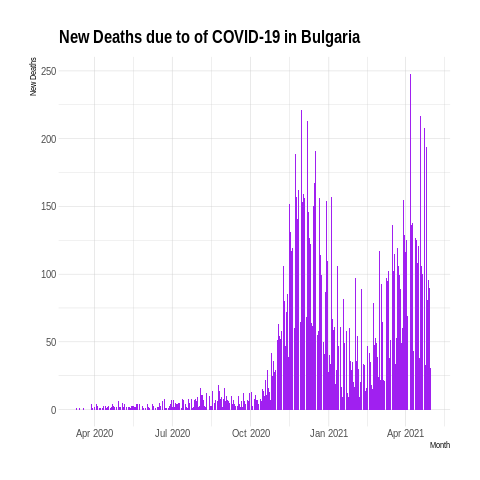 New Deaths due to of COVID-19 in Bulgaria
New Deaths
250
200
150
100
50
0
Apr 2020 Jul 2020 Oct 2020 Jan 2021 Apr 2021
Month